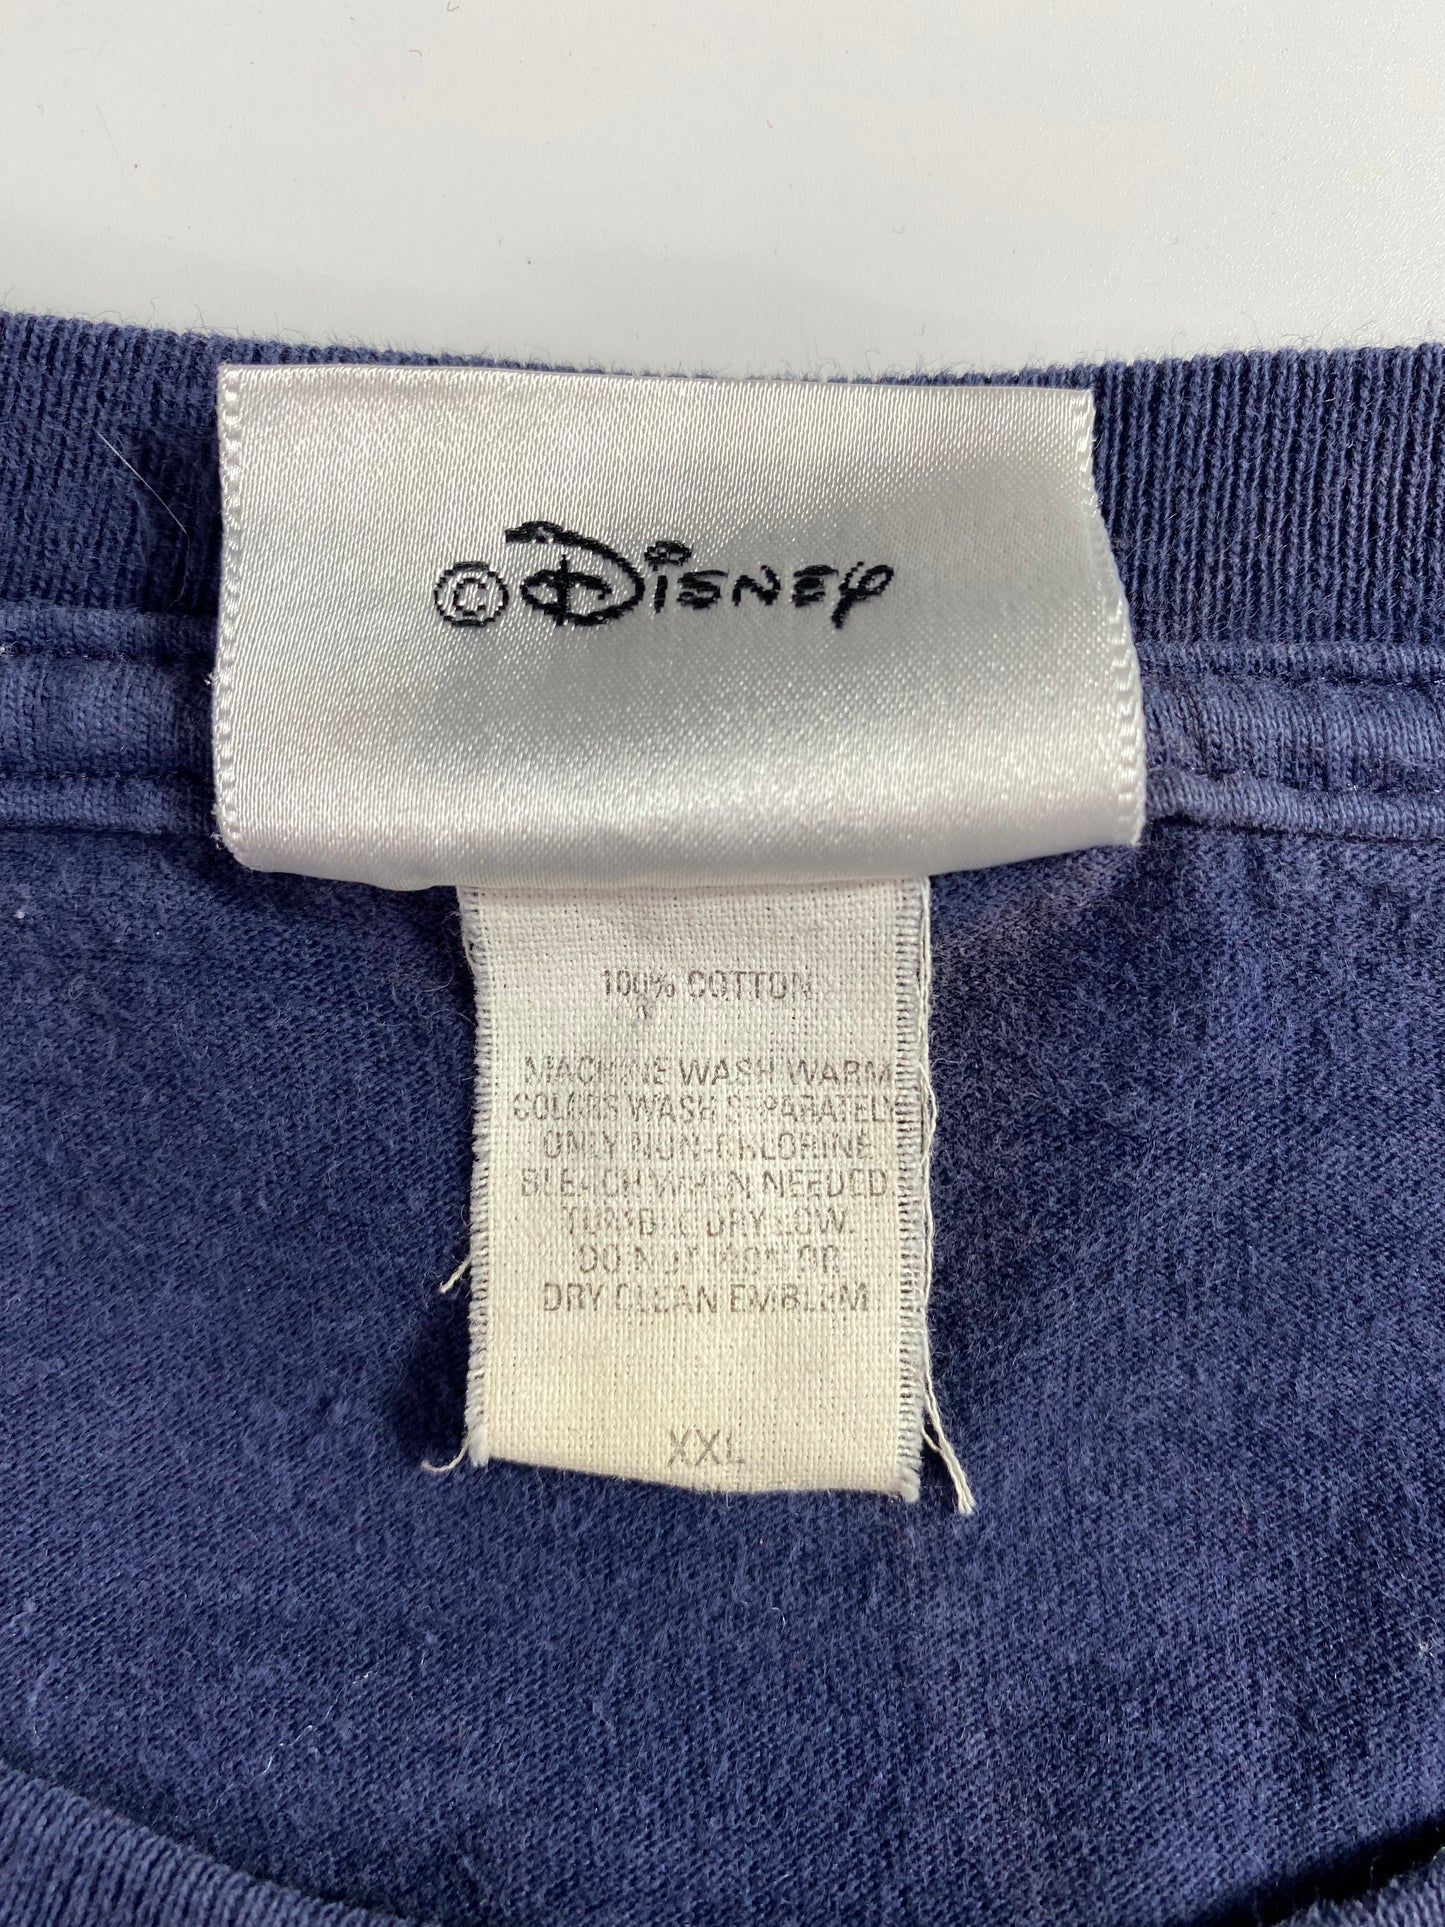 © Disney
100% COTTON
MACHINE WASH WARM
COLORS WASH SEPARATELY
ONLY NON-CHLORINE
BLEACH WHEN NEEDED
TUMBLE DRY LOW
DO NOT IRON OR
DRY CLEAN EMBLEM
XXL